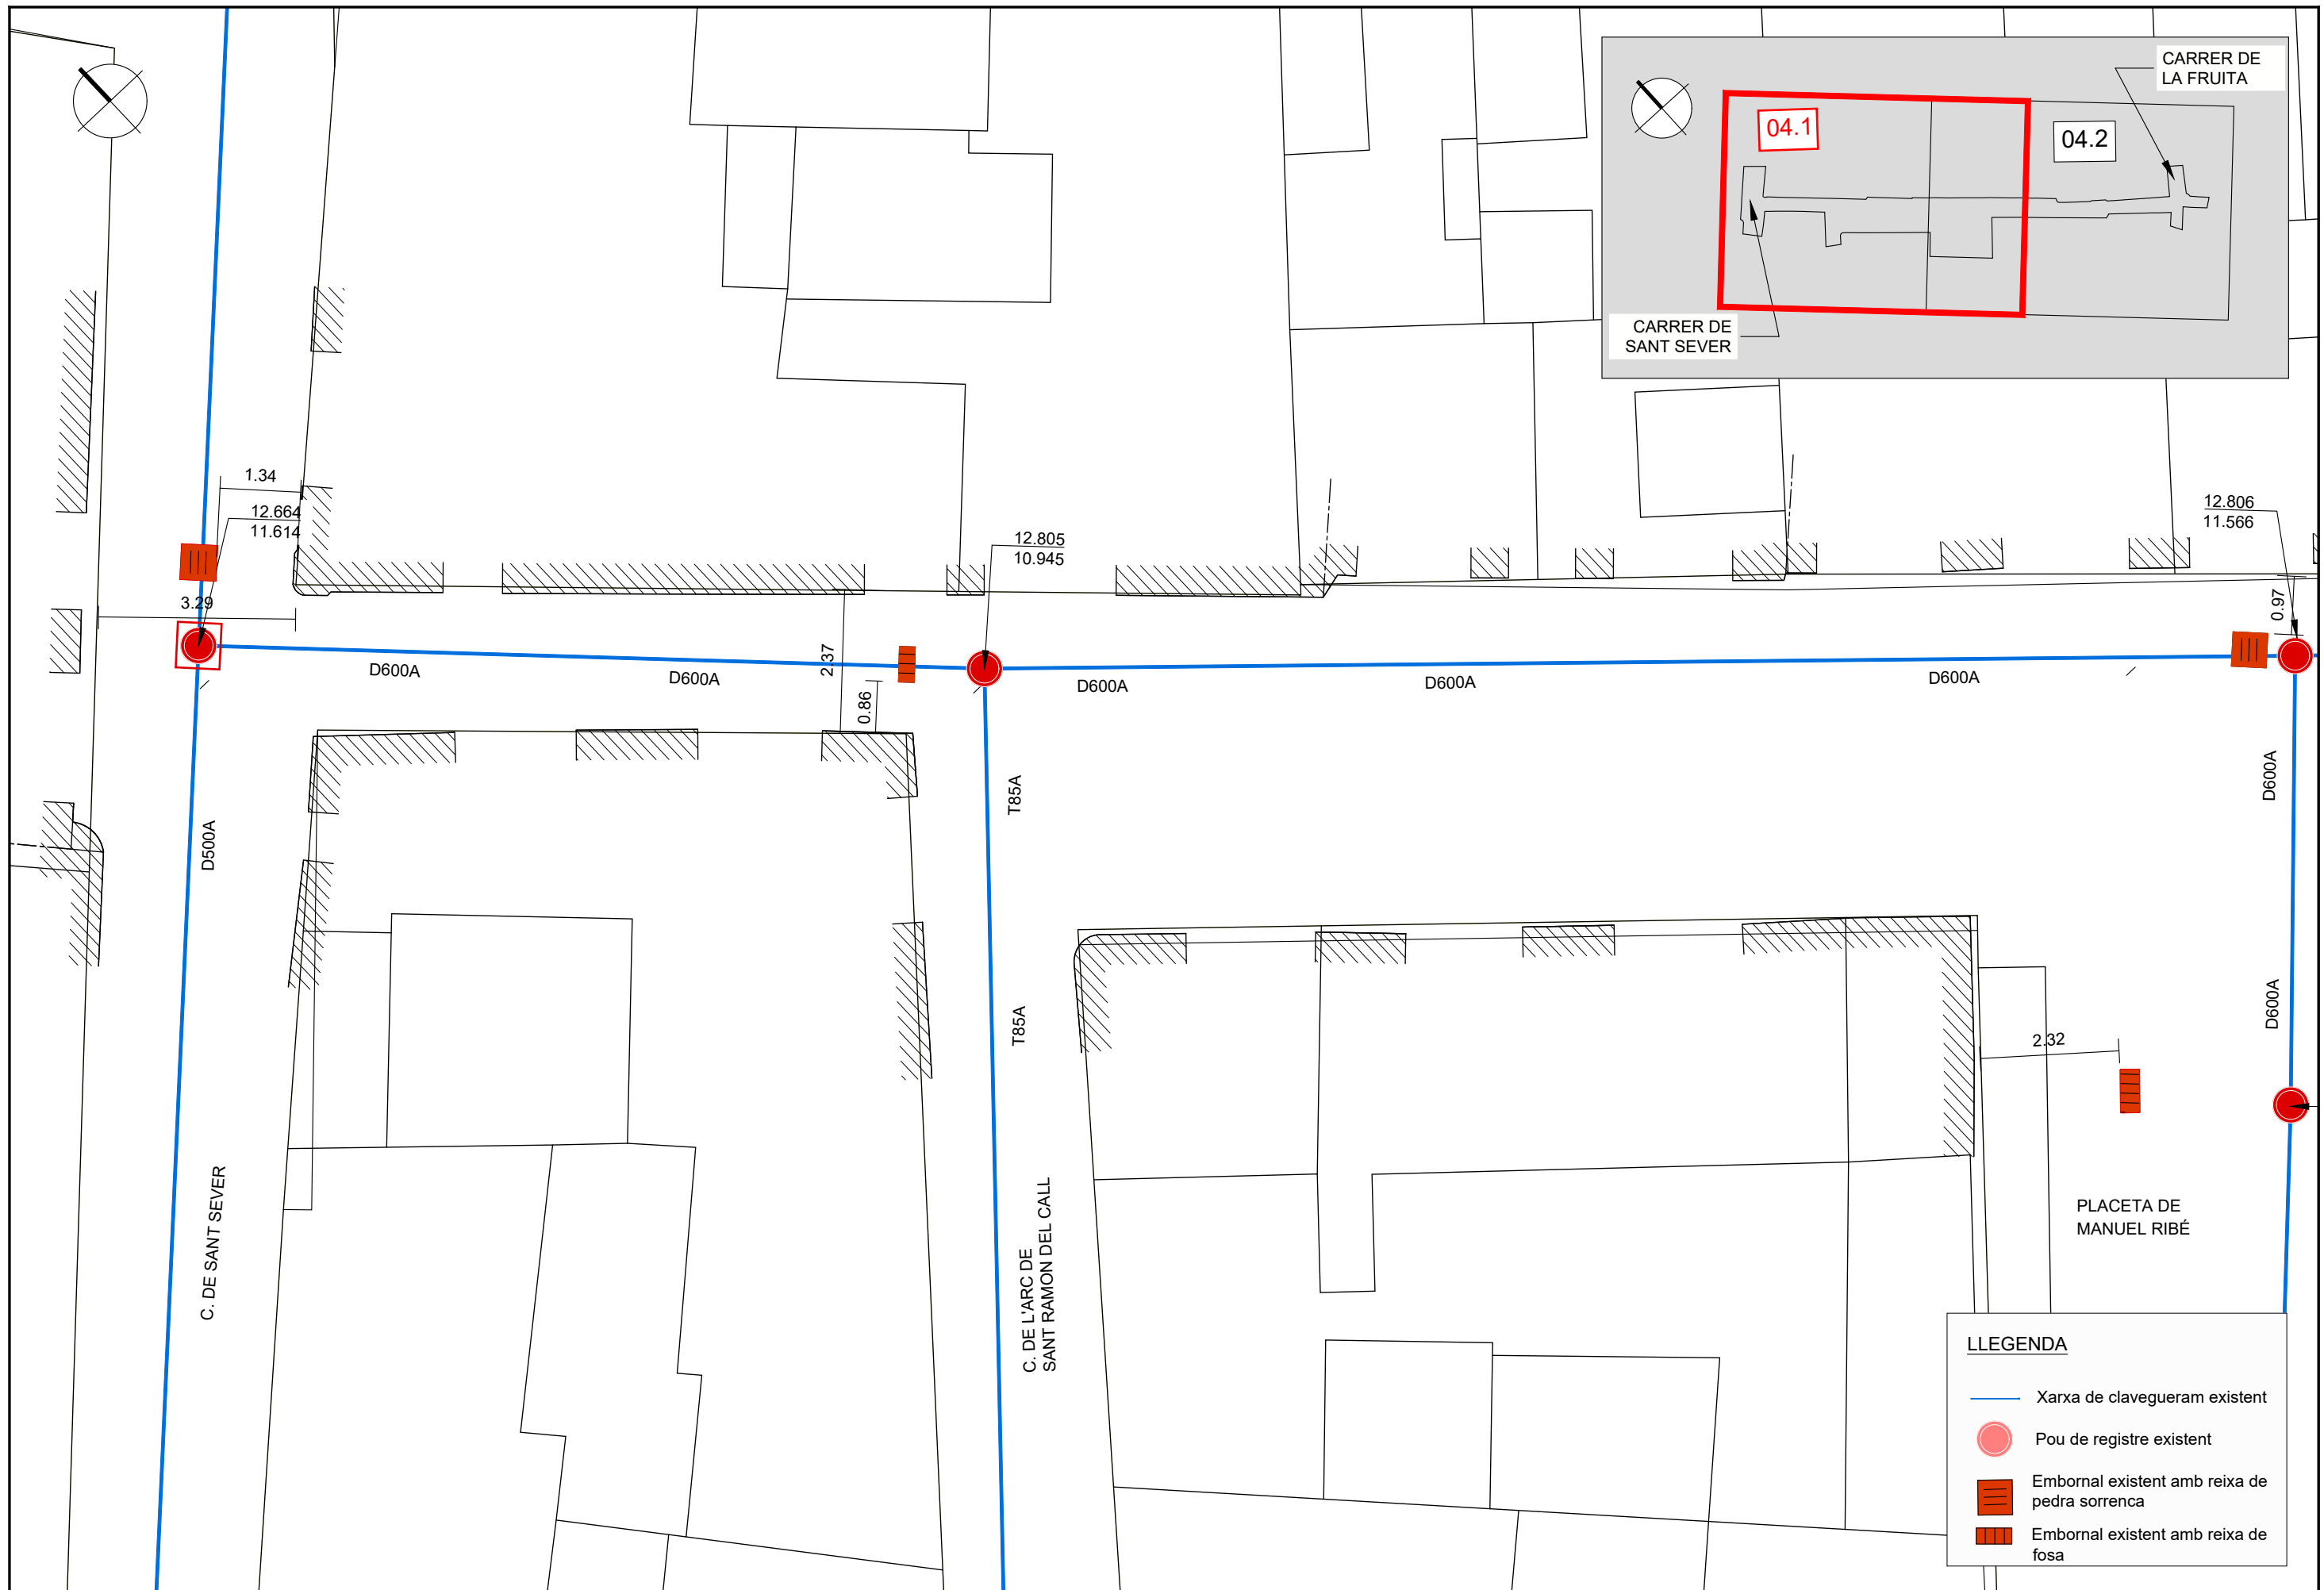 CARRER DE
LA FRUITA
04.1
04.2
CARRER DE
SANT SEVER
1.34
12.664
11.614
3.29
12.805
10.945
12.806
11.566
0.97
2.37
0.86
D600A
D600A
D600A
D600A
D600A
D500A
T85A
D600A
T85A
D600A
2.32
C. DE SANT SEVER
C. DE L'ARC DE
SANT RAMON DEL CALL
PLACETA DE
MANUEL RIBÉ
LLEGENDA
Xarxa de clavegueram existent
Pou de registre existent
Embornal existent amb reixa de
pedra sorrenca
Embornal existent amb reixa de
fosa